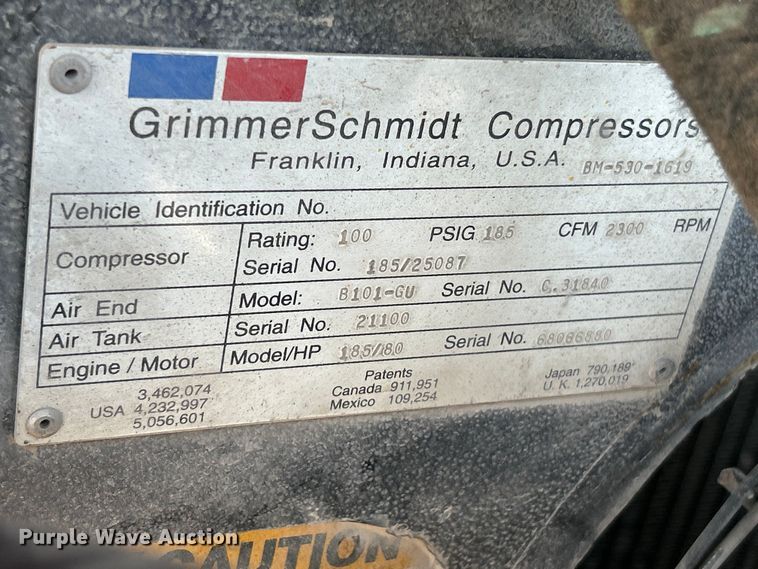 GrimmerSchmidt Compressors
Franklin, Indiana, U.S.A. BM-530-1619
Vehicle Identification No.
Compressor
Rating: 100 PSIG 185 CFM 2300 RPM
Serial No. 185/25087
Air End Model: B101-GU Serial No. C.31840
Air Tank Serial No. 21100
Engine / Motor Model/HP 185/80 Serial No. 68086880
Patents
USA 3,462,074
4,232,997
5,056,601
Canada 911,951
Mexico 109,254
Japan 790,189
U.K. 1,270,019
CAUTION
Purple Wave Auction